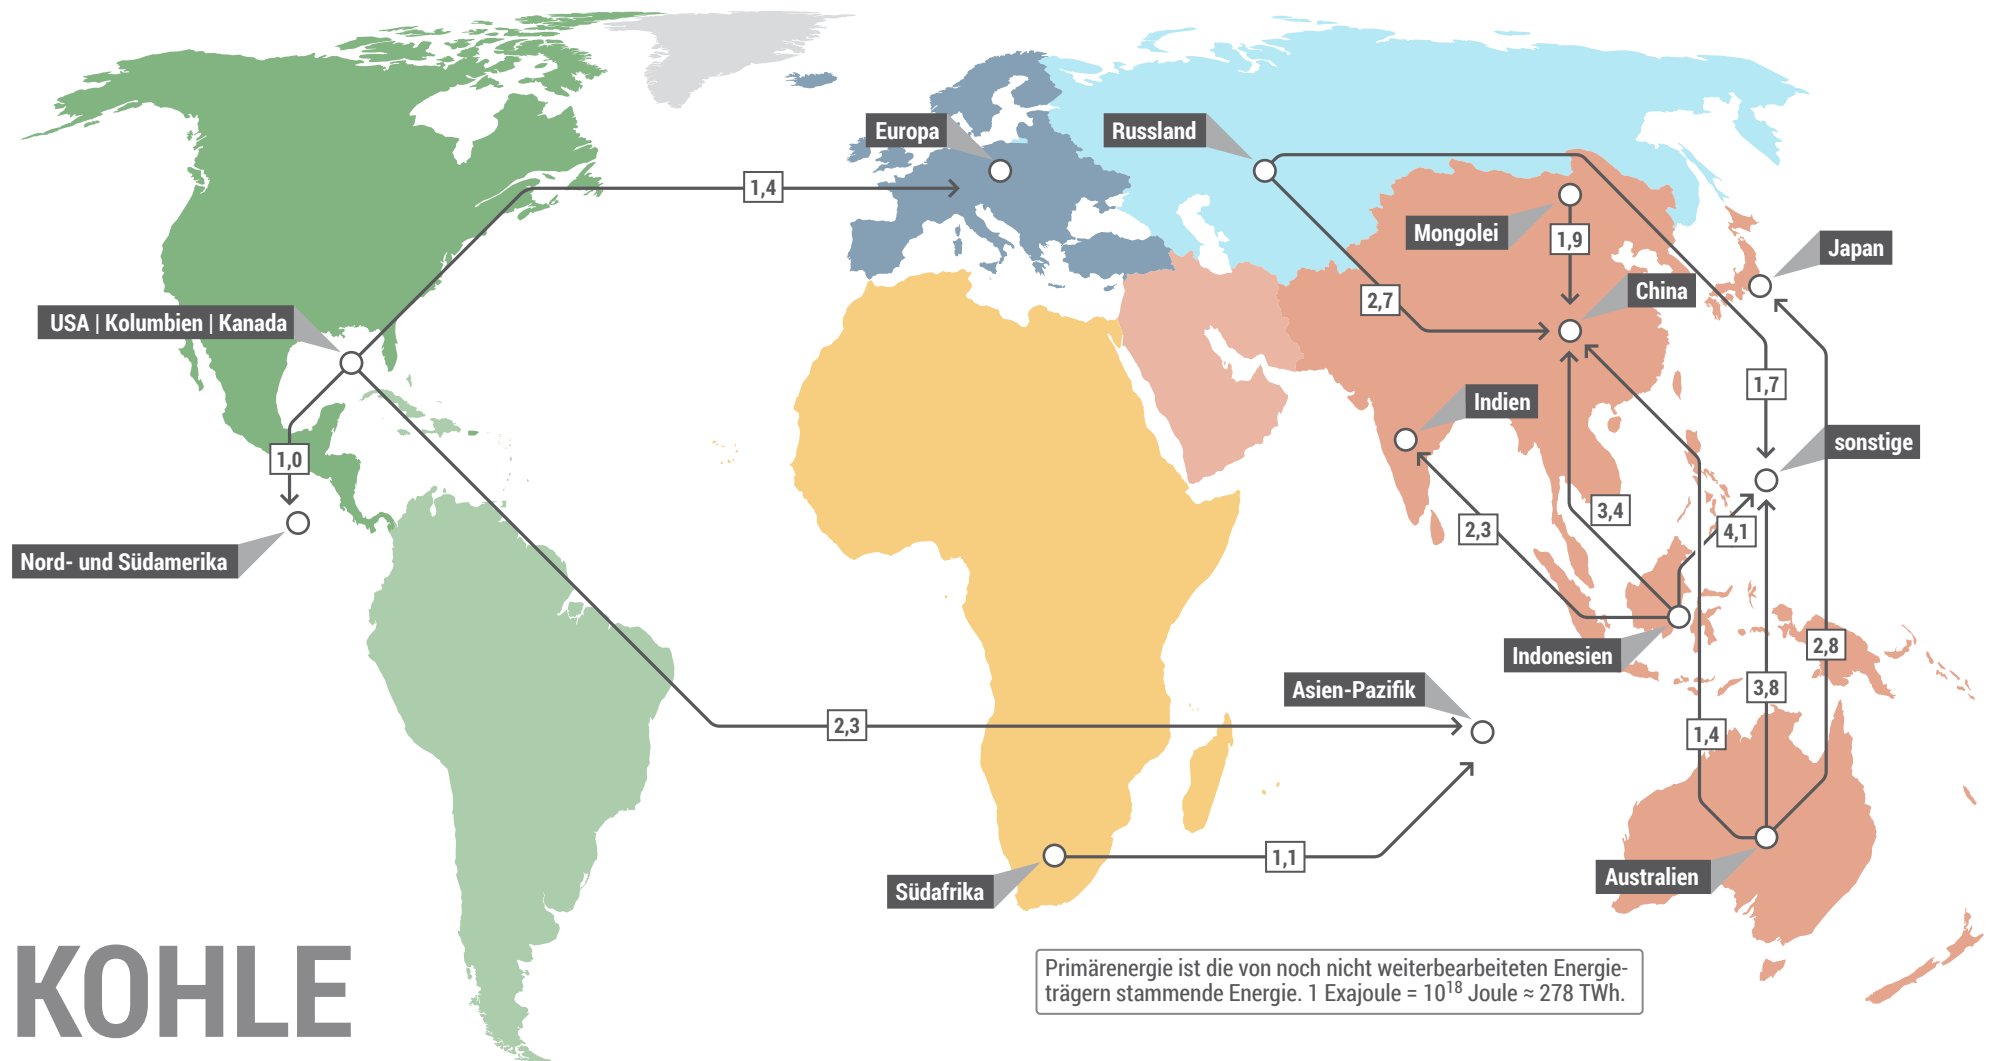 Europa
Russland
1,4
Mongolei
1,9
Japan
China
2,7
USA | Kolumbien | Kanada
1,7
Indien
sonstige
1,0
3,4
2,3
4,1
Nord- und Südamerika
Indonesien
2,8
Asien-Pazifik
3,8
2,3
1,4
1,1
Südafrika
Australien
KOHLE
Primärenergie ist die von noch nicht weiterbearbeiteten Energie-
trägern stammende Energie. 1 Exajoule = 10¹⁸ Joule ≈ 278 TWh.